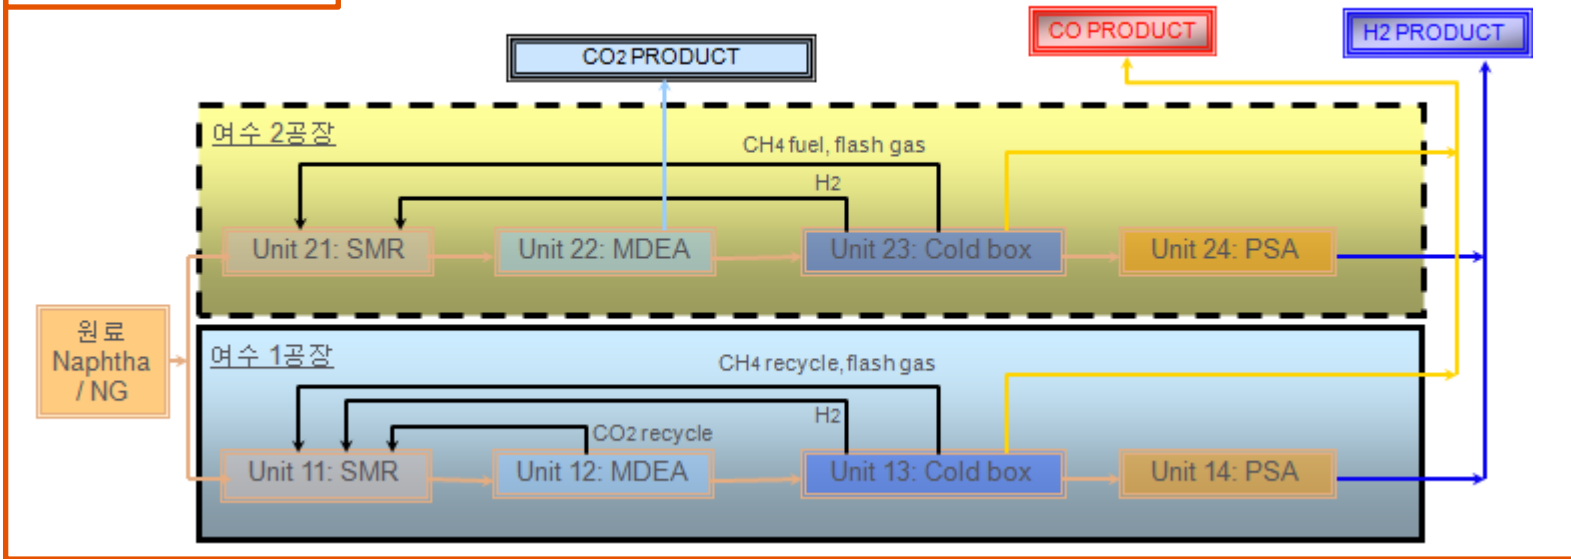 CO PRODUCT
H2 PRODUCT
CO2 PRODUCT
여수 2공장
CH4 fuel, flash gas
H2
Unit 21: SMR
Unit 22: MDEA
Unit 23: Cold box
Unit 24: PSA
원료
Naphtha
/ NG
여수 1공장
CH4 recycle, flash gas
H2
CO2 recycle
Unit 11: SMR
Unit 12: MDEA
Unit 13: Cold box
Unit 14: PSA